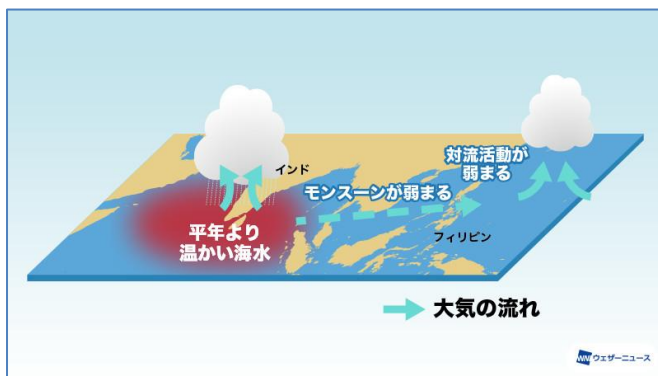 インド
対流活動が
弱まる
モンスーンが弱まる
平年より
温かい海水
フィリピン
大気の流れ
WN ウェザーニュース